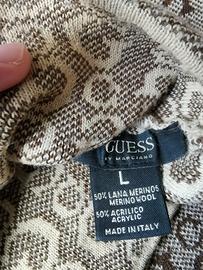 GUESS
BY MARCIANO
L
50% LANA MERINOS
MERINO WOOL
50% ACRILICO
ACRYLIC
MADE IN ITALY